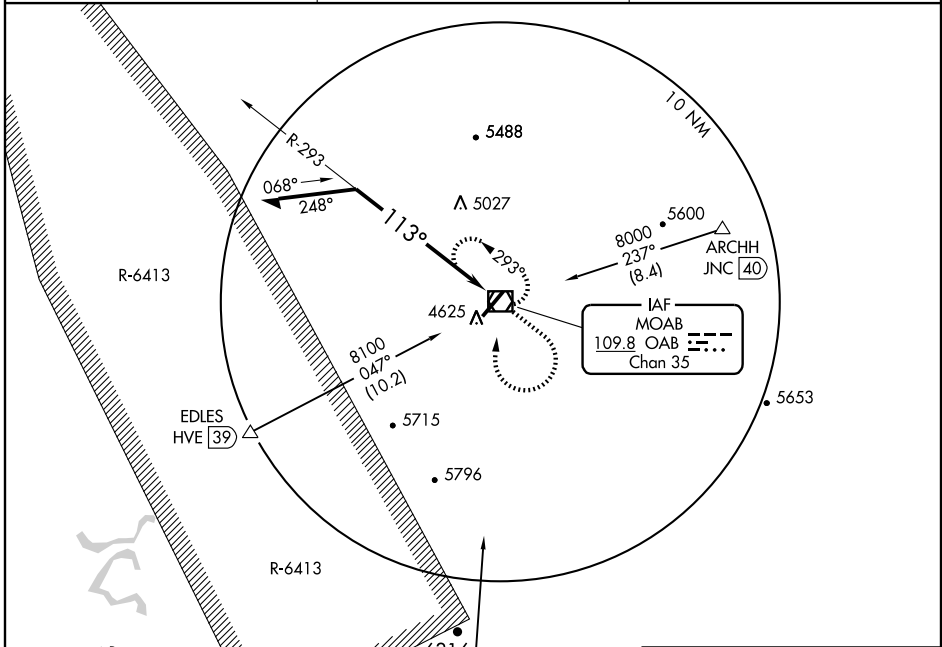 10 NM
5488
R-293
068°
248°
5027
113°
293°
5600
8000
237°
(8.4)
ARCHH
JNC 40
R-6413
4625
IAF
MOAB
109.8 OAB
Chan 35
8100
047°
(10.2)
EDLES
HVE 39
5715
5653
5796
R-6413